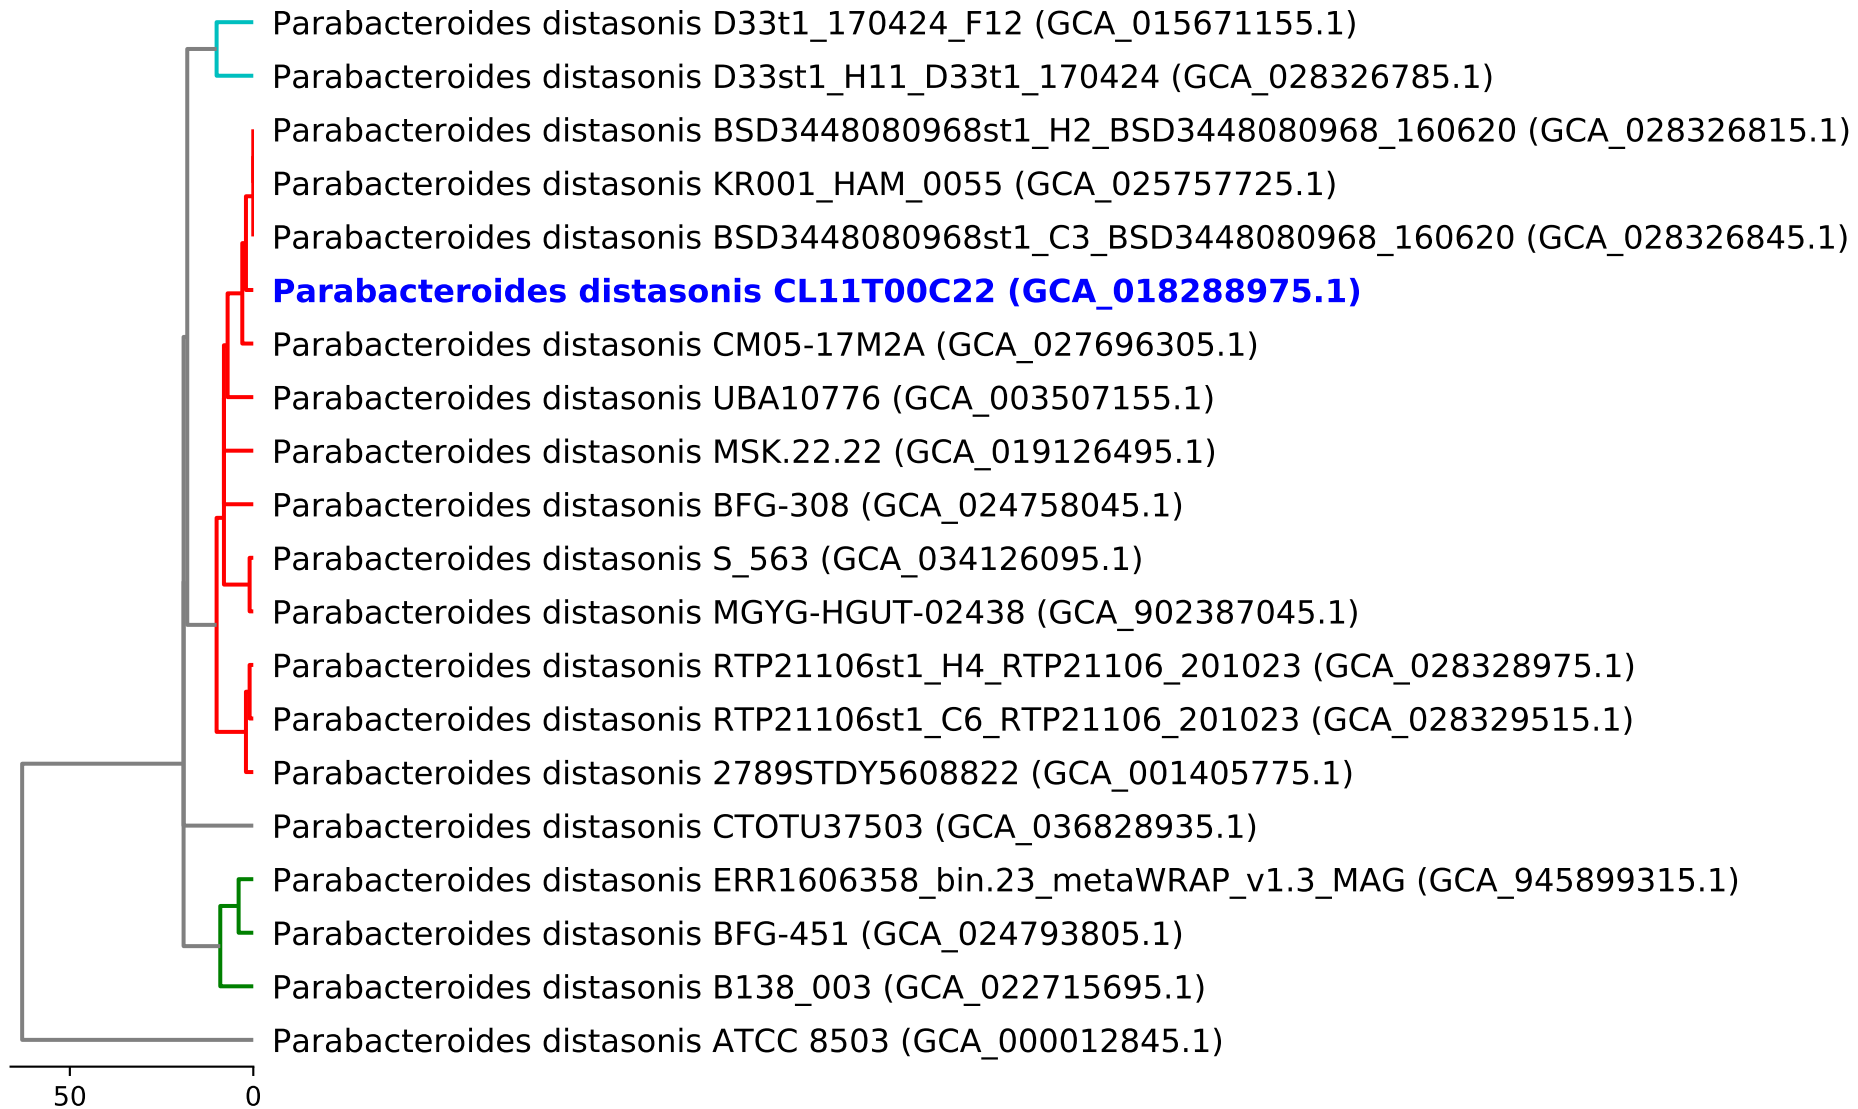 Parabacteroides distasonis D33t1_170424_F12 (GCA_015671155.1)
Parabacteroides distasonis D33st1_H11_D33t1_170424 (GCA_028326785.1)
Parabacteroides distasonis BSD3448080968st1_H2_BSD3448080968_160620 (GCA_028326815.1)
Parabacteroides distasonis KR001_HAM_0055 (GCA_025757725.1)
Parabacteroides distasonis BSD3448080968st1_C3_BSD3448080968_160620 (GCA_028326845.1)
Parabacteroides distasonis CL11T00C22 (GCA_018288975.1)
Parabacteroides distasonis CM05-17M2A (GCA_027696305.1)
Parabacteroides distasonis UBA10776 (GCA_003507155.1)
Parabacteroides distasonis MSK.22.22 (GCA_019126495.1)
Parabacteroides distasonis BFG-308 (GCA_024758045.1)
Parabacteroides distasonis S_563 (GCA_034126095.1)
Parabacteroides distasonis MGYG-HGUT-02438 (GCA_902387045.1)
Parabacteroides distasonis RTP21106st1_H4_RTP21106_201023 (GCA_028328975.1)
Parabacteroides distasonis RTP21106st1_C6_RTP21106_201023 (GCA_028329515.1)
Parabacteroides distasonis 2789STDY5608822 (GCA_001405775.1)
Parabacteroides distasonis CTOTU37503 (GCA_036828935.1)
Parabacteroides distasonis ERR1606358_bin.23_metaWRAP_v1.3_MAG (GCA_945899315.1)
Parabacteroides distasonis BFG-451 (GCA_024793805.1)
Parabacteroides distasonis B138_003 (GCA_022715695.1)
Parabacteroides distasonis ATCC 8503 (GCA_000012845.1)
50 0